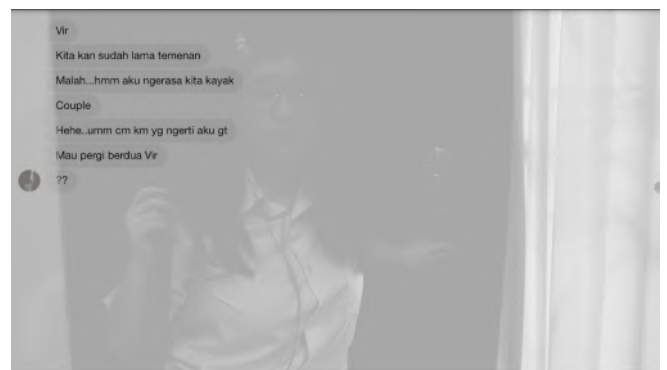 Vir
Kita kan sudah lama temenan
Malah...hmm aku ngerasa kita kayak
Couple
Hehe..umm cm km yg ngerti aku gt
Mau pergi berdua Vir
??